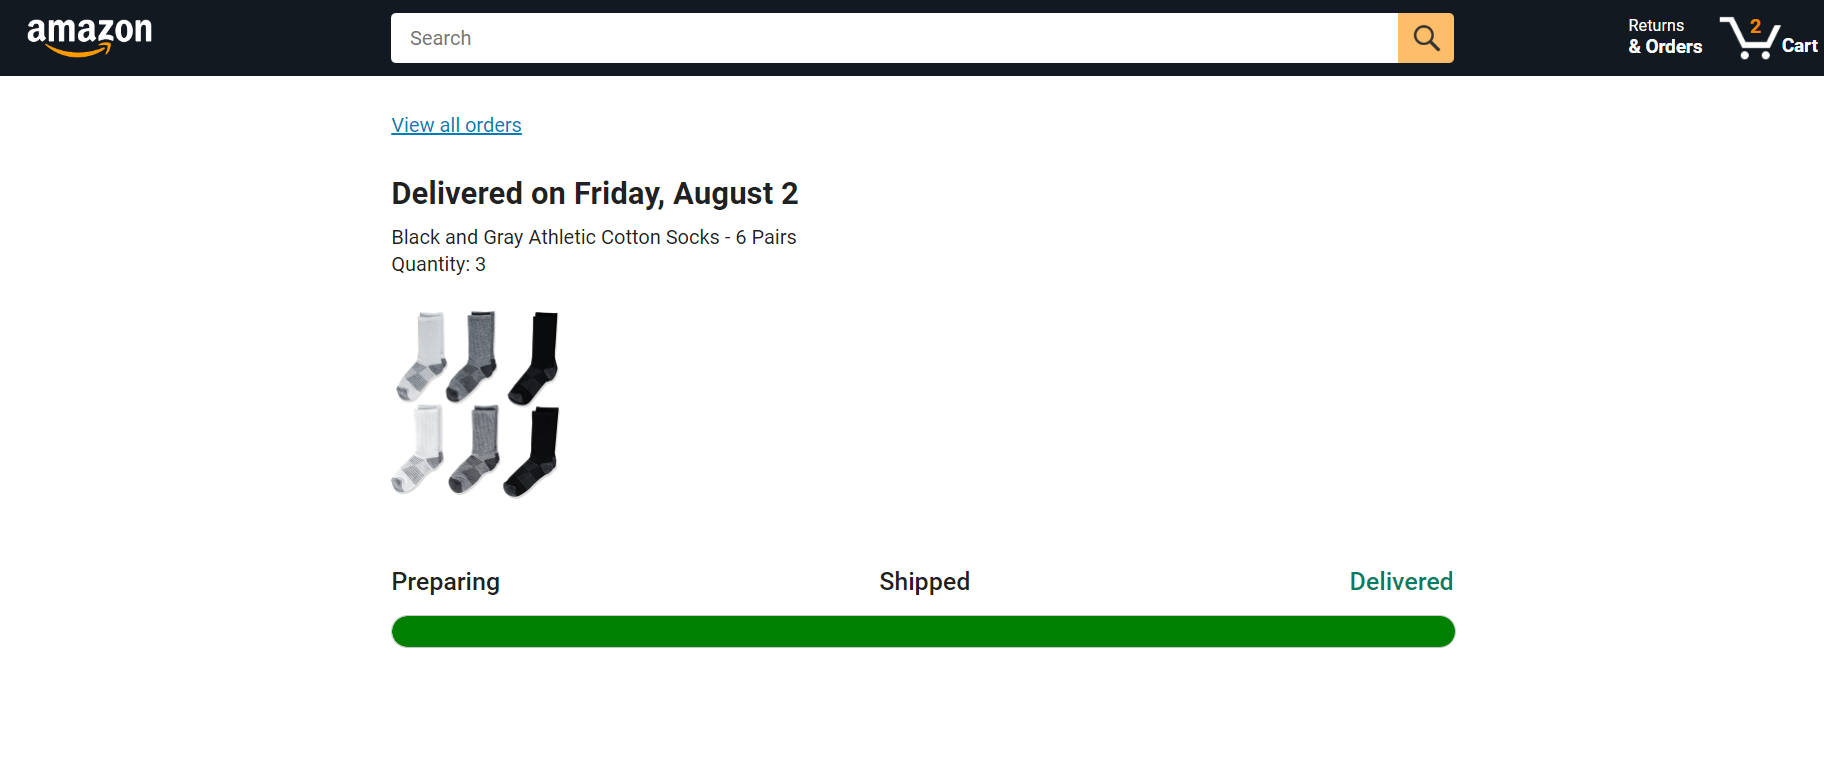 amazon
Search
Returns
& Orders
2
Cart
View all orders
Delivered on Friday, August 2
Black and Gray Athletic Cotton Socks - 6 Pairs
Quantity: 3
Preparing
Shipped
Delivered